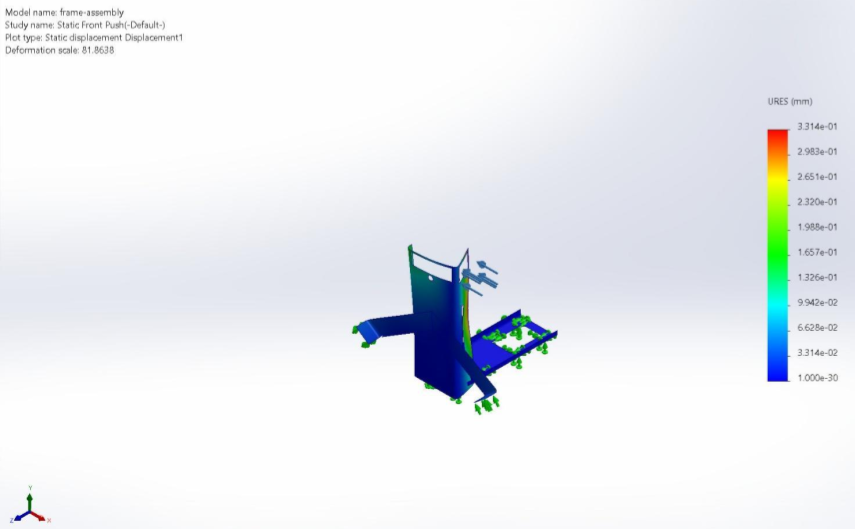 Model name: frame-assembly
Study name: Static Front Push(-Default-)
Plot type: Static displacement Displacement1
Deformation scale: 81.8638
URES (mm)
3.314e-01
2.983e-01
2.651e-01
2.320e-01
1.988e-01
1.657e-01
1.326e-01
9.942e-02
6.628e-02
3.314e-02
1.000e-30
Y
Z
X